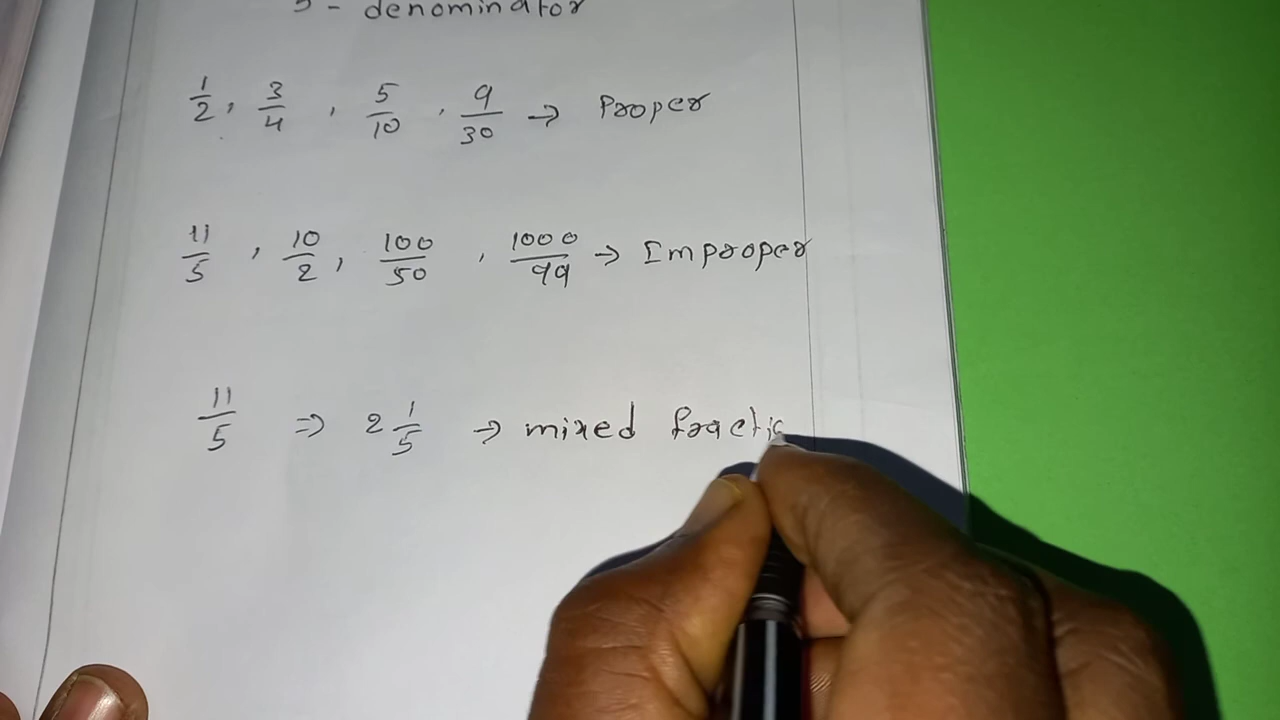 - denominator
1/2, 3/4, 5/10, 9/30 → Proper
11/5, 10/2, 100/50, 1000/99 → Improper
11/5 ⇒ 2 1/5 → mixed fractio